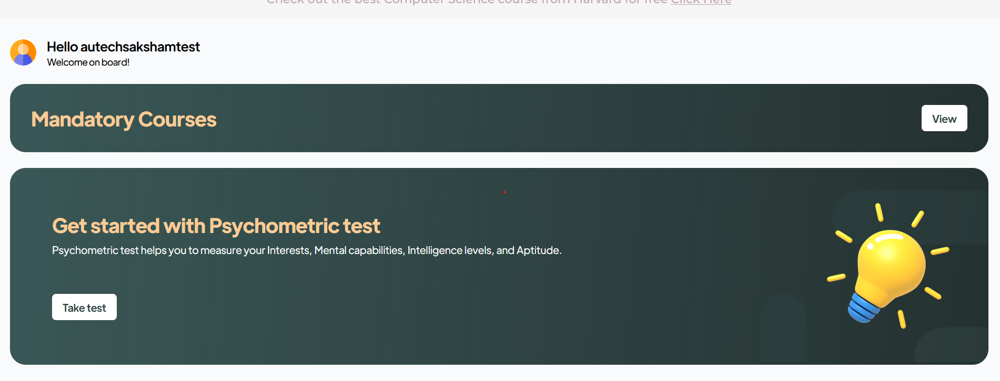 Check out the best Computer Science course from Harvard for free Click Here
Hello autechsakshamtest
Welcome on board!
Mandatory Courses
View
Get started with Psychometric test
Psychometric test helps you to measure your Interests, Mental capabilities, Intelligence levels, and Aptitude.
Take test